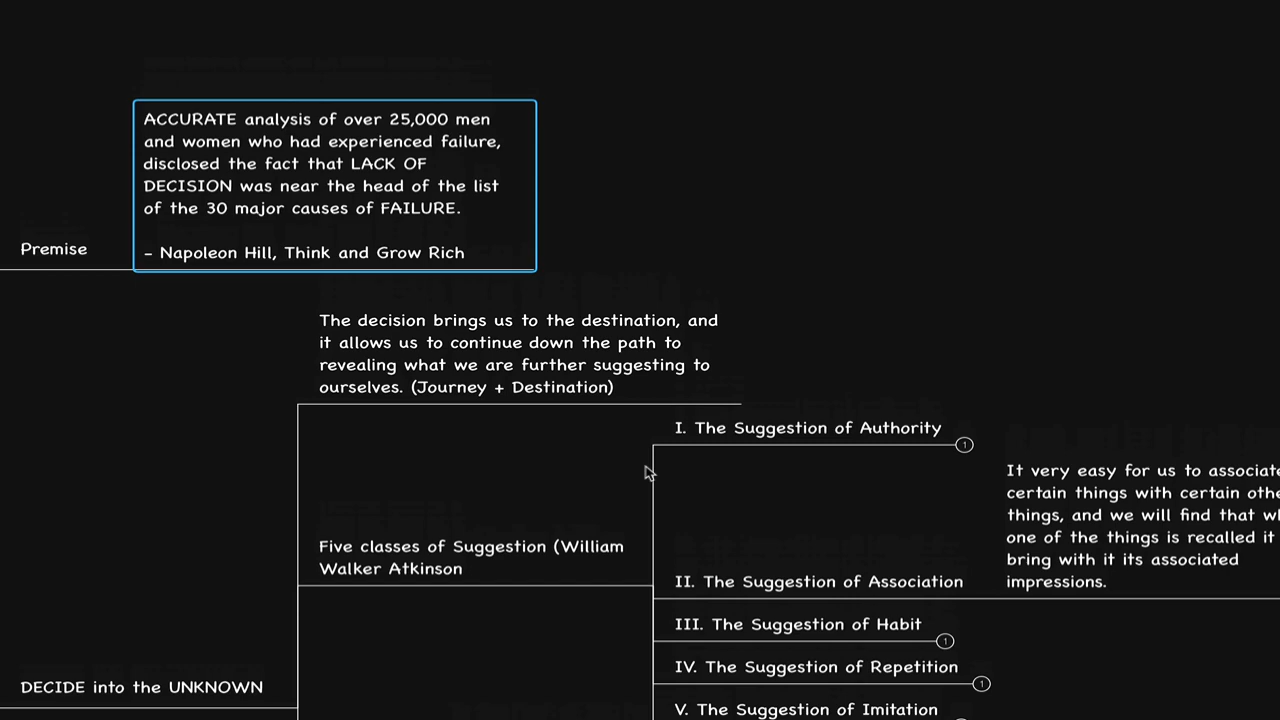 ACCURATE analysis of over 25,000 men
and women who had experienced failure,
disclosed the fact that LACK OF
DECISION was near the head of the list
of the 30 major causes of FAILURE.
– Napoleon Hill, Think and Grow Rich
Premise
The decision brings us to the destination, and
it allows us to continue down the path to
revealing what we are further suggesting to
ourselves. (Journey + Destination)
I. The Suggestion of Authority
1
Five classes of Suggestion (William
Walker Atkinson
It very easy for us to associate
certain things with certain
things, and we will find that
one of the things is recalled it
bring with it its associated
impressions.
II. The Suggestion of Association
III. The Suggestion of Habit
1
IV. The Suggestion of Repetition
1
DECIDE into the UNKNOWN
V. The Suggestion of Imitation